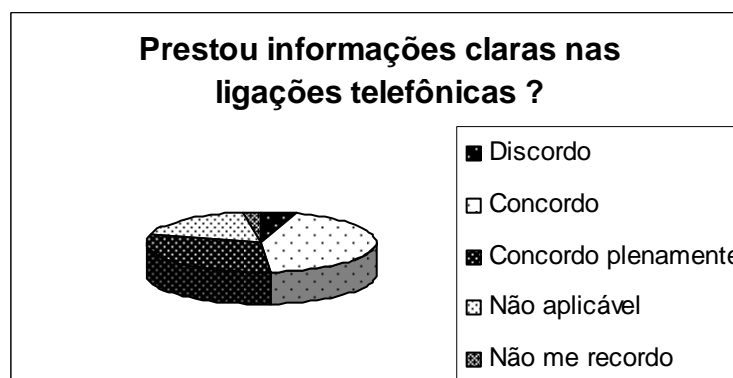 Prestou informações claras nas
ligações telefônicas ?
Discordo
Concordo
Concordo plenamente
Não aplicável
Não me recordo